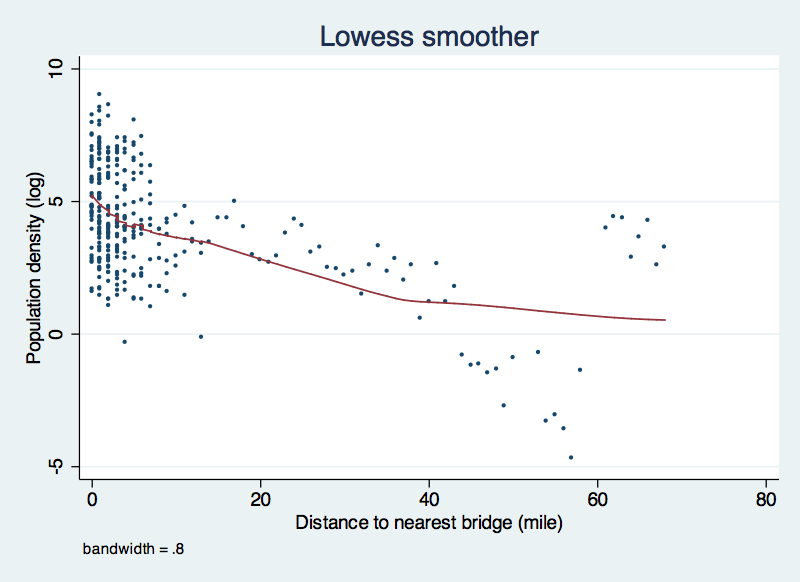 Lowess smoother
Population density (log)
10
5
0
-5
0 20 40 60 80
Distance to nearest bridge (mile)
bandwidth = .8